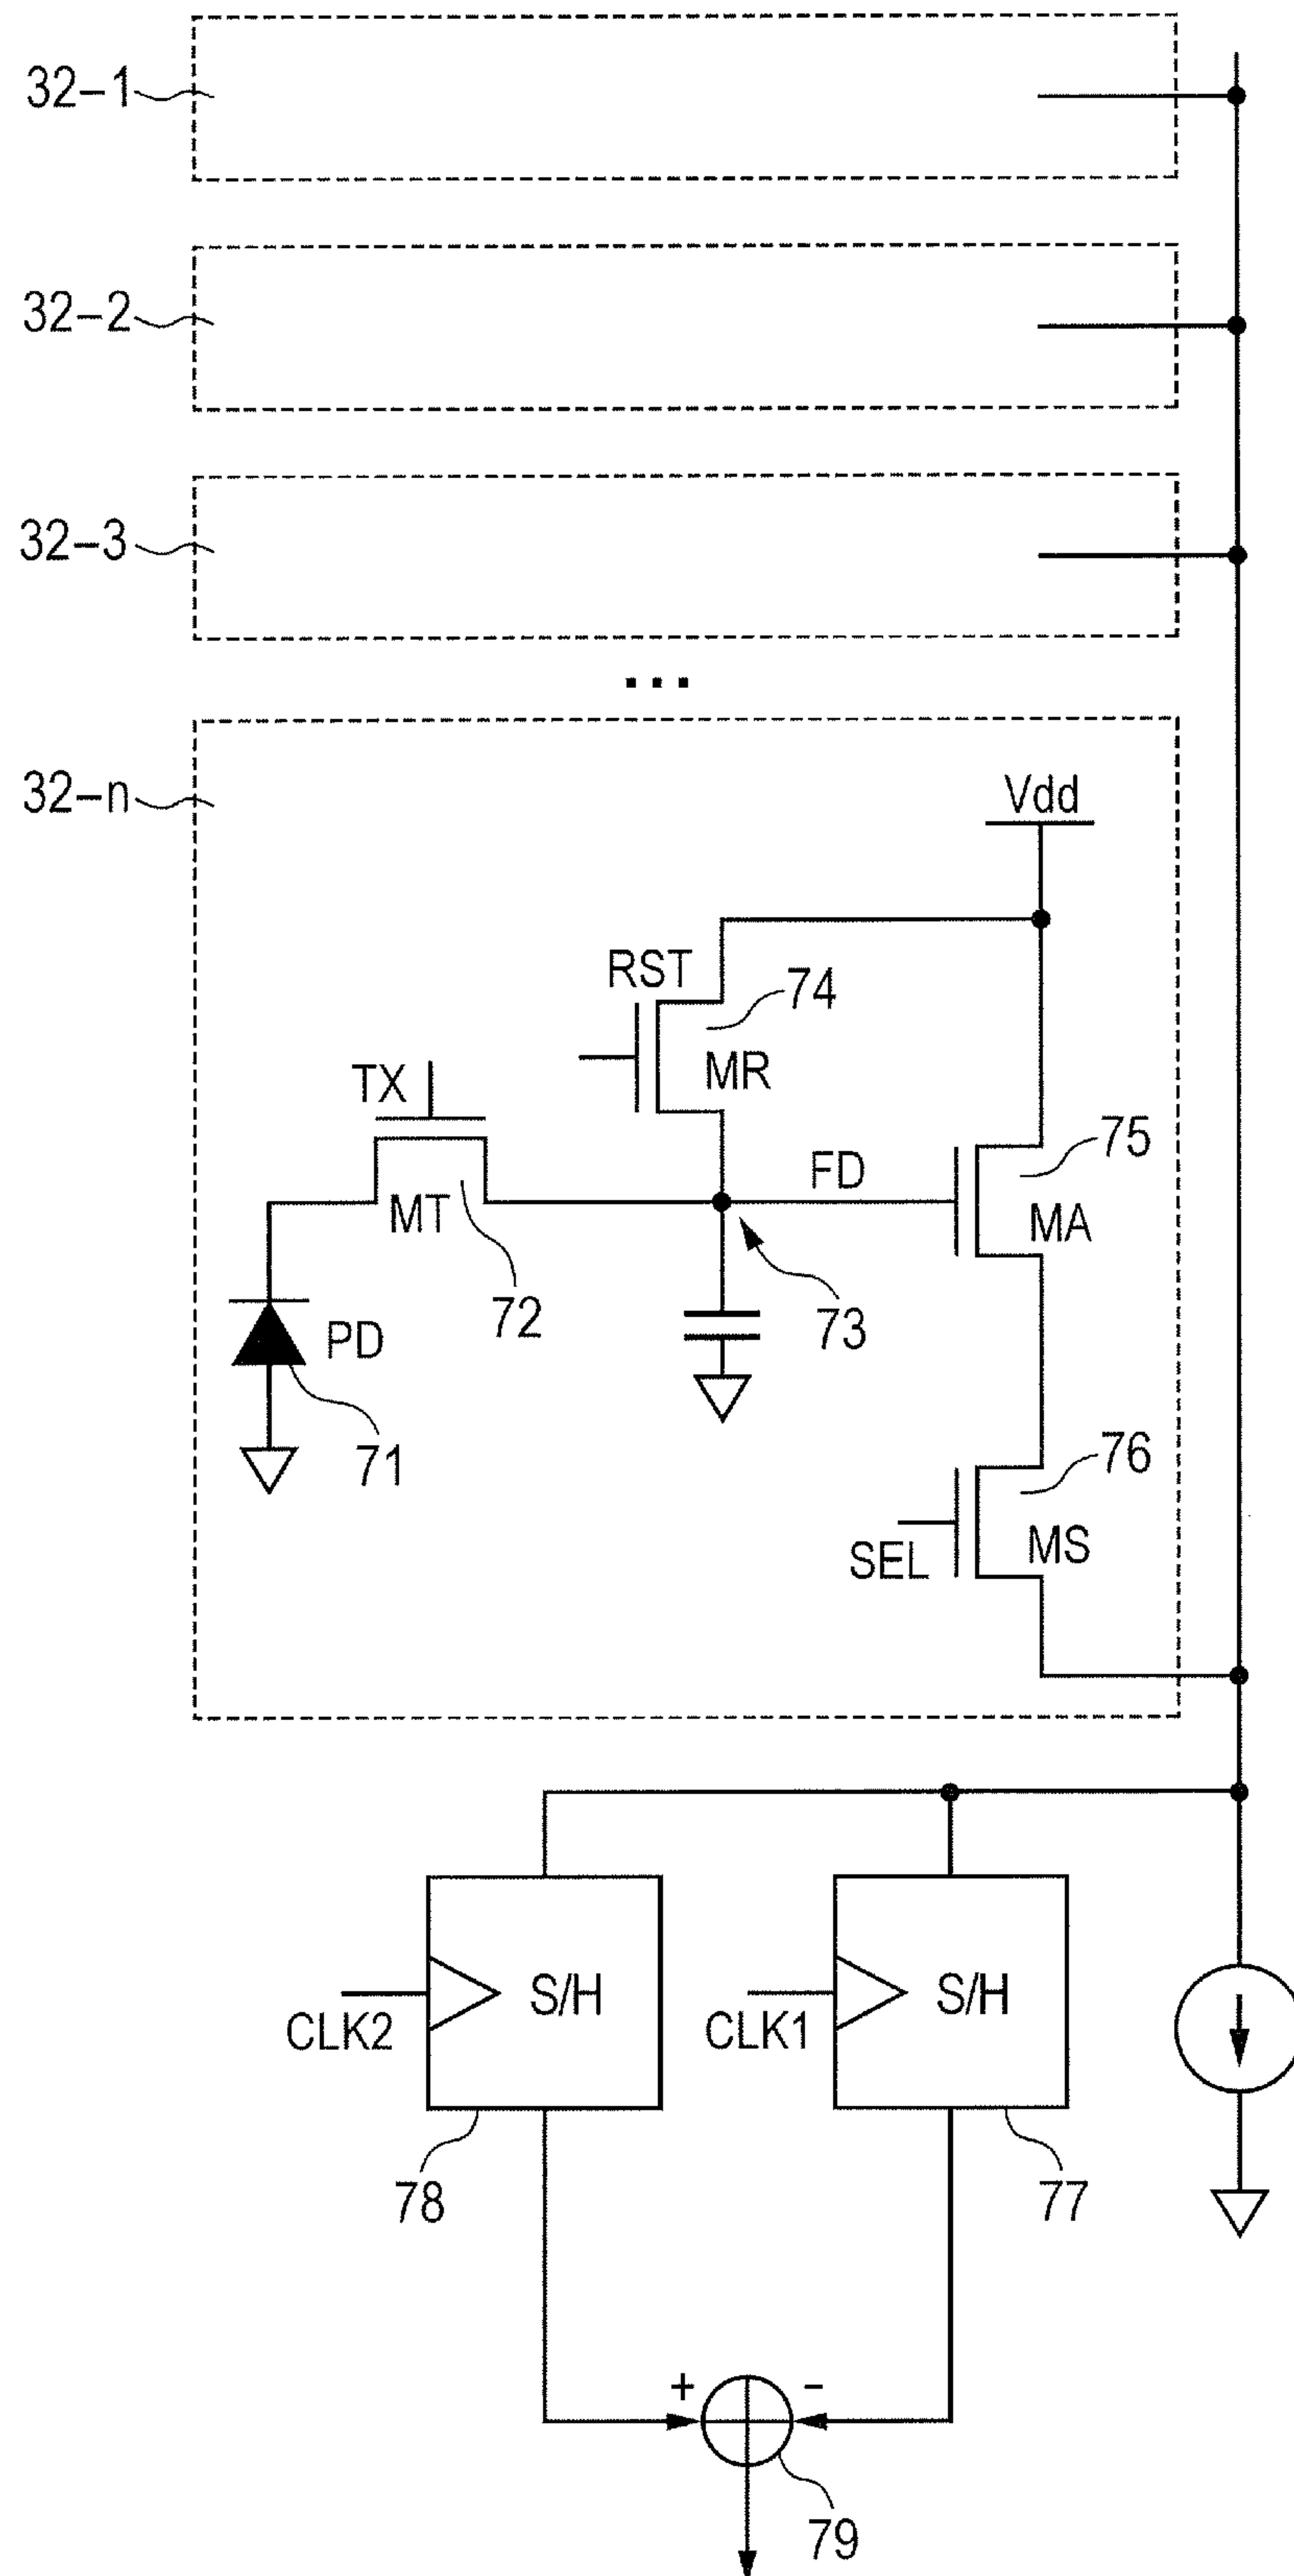 32-1
32-2
32-3
...
32-n
Vdd
RST
74
MR
TX
75
FD
MT
MA
72
73
PD
71
76
SEL
MS
S/H
S/H
CLK2
CLK1
78
77
+
-
79